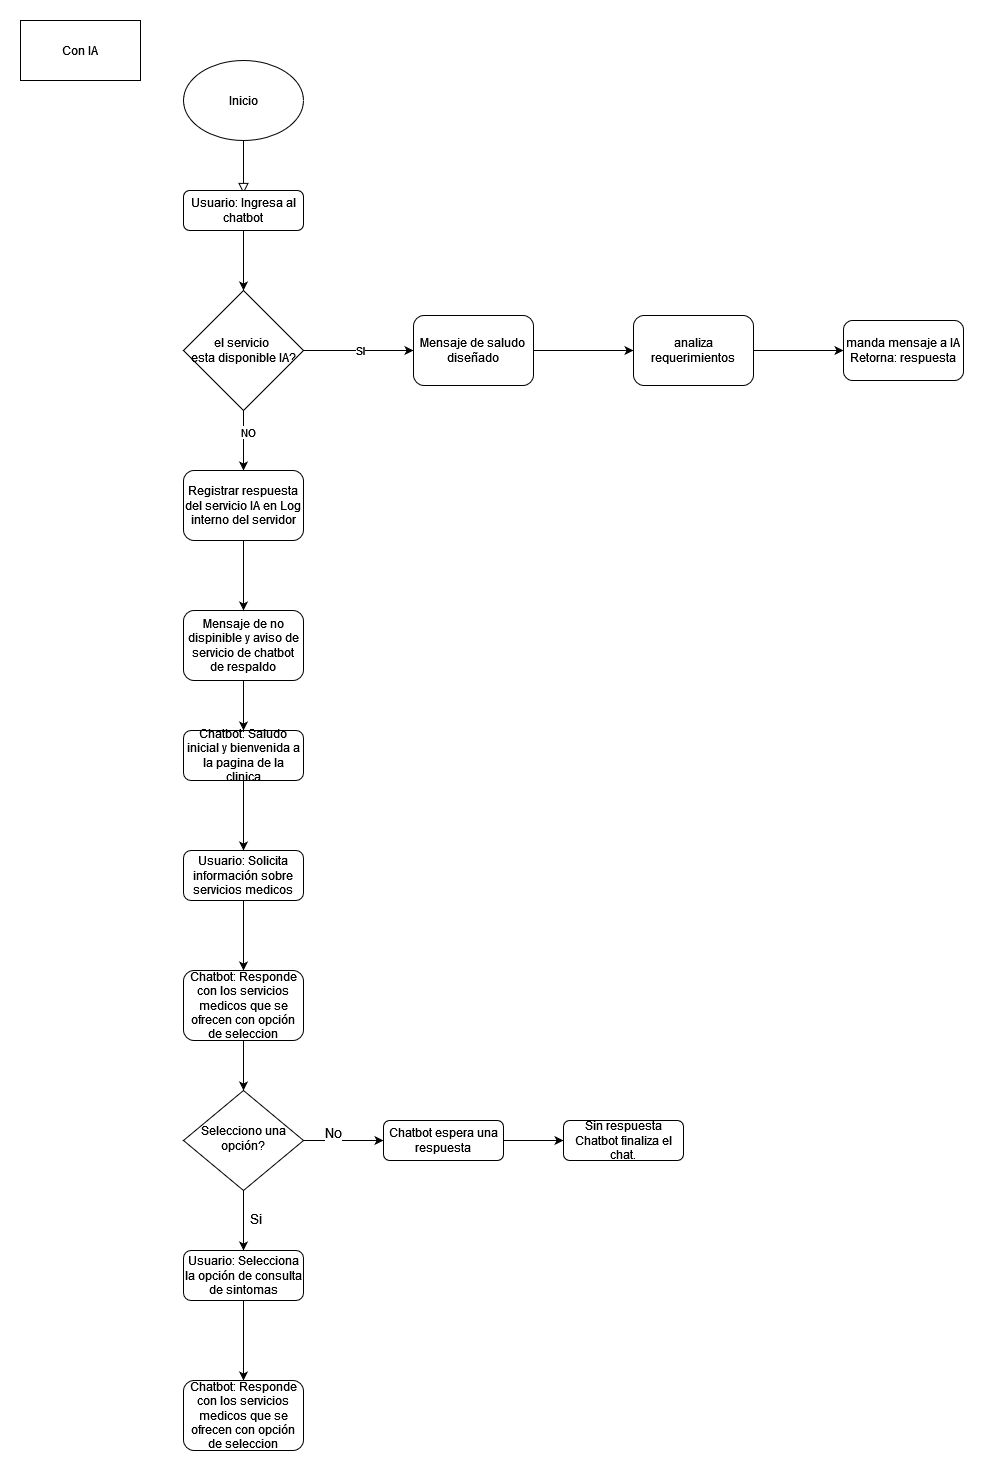 Con IA
Inicio
Usuario: Ingresa al
chatbot
el servicio
esta disponible IA?
SI
Mensaje de saludo
diseñado
analiza
requerimientos
manda mensaje a IA
Retorna: respuesta
NO
Registrar respuesta
del servicio IA en Log
interno del servidor
Mensaje de no
dispinible y aviso de
servicio de chatbot
de respaldo
Chatbot: Saludo
inicial y bienvenida a
la pagina de la
clinica.
Usuario: Solicita
información sobre
servicios medicos
Chatbot: Responde
con los servicios
medicos que se
ofrecen con opción
de seleccion
Selecciono una
opción?
No
Chatbot espera una
respuesta
Sin respuesta
Chatbot finaliza el
chat.
Si
Usuario: Selecciona
la opción de consulta
de sintomas
Chatbot: Responde
con los servicios
medicos que se
ofrecen con opción
de seleccion